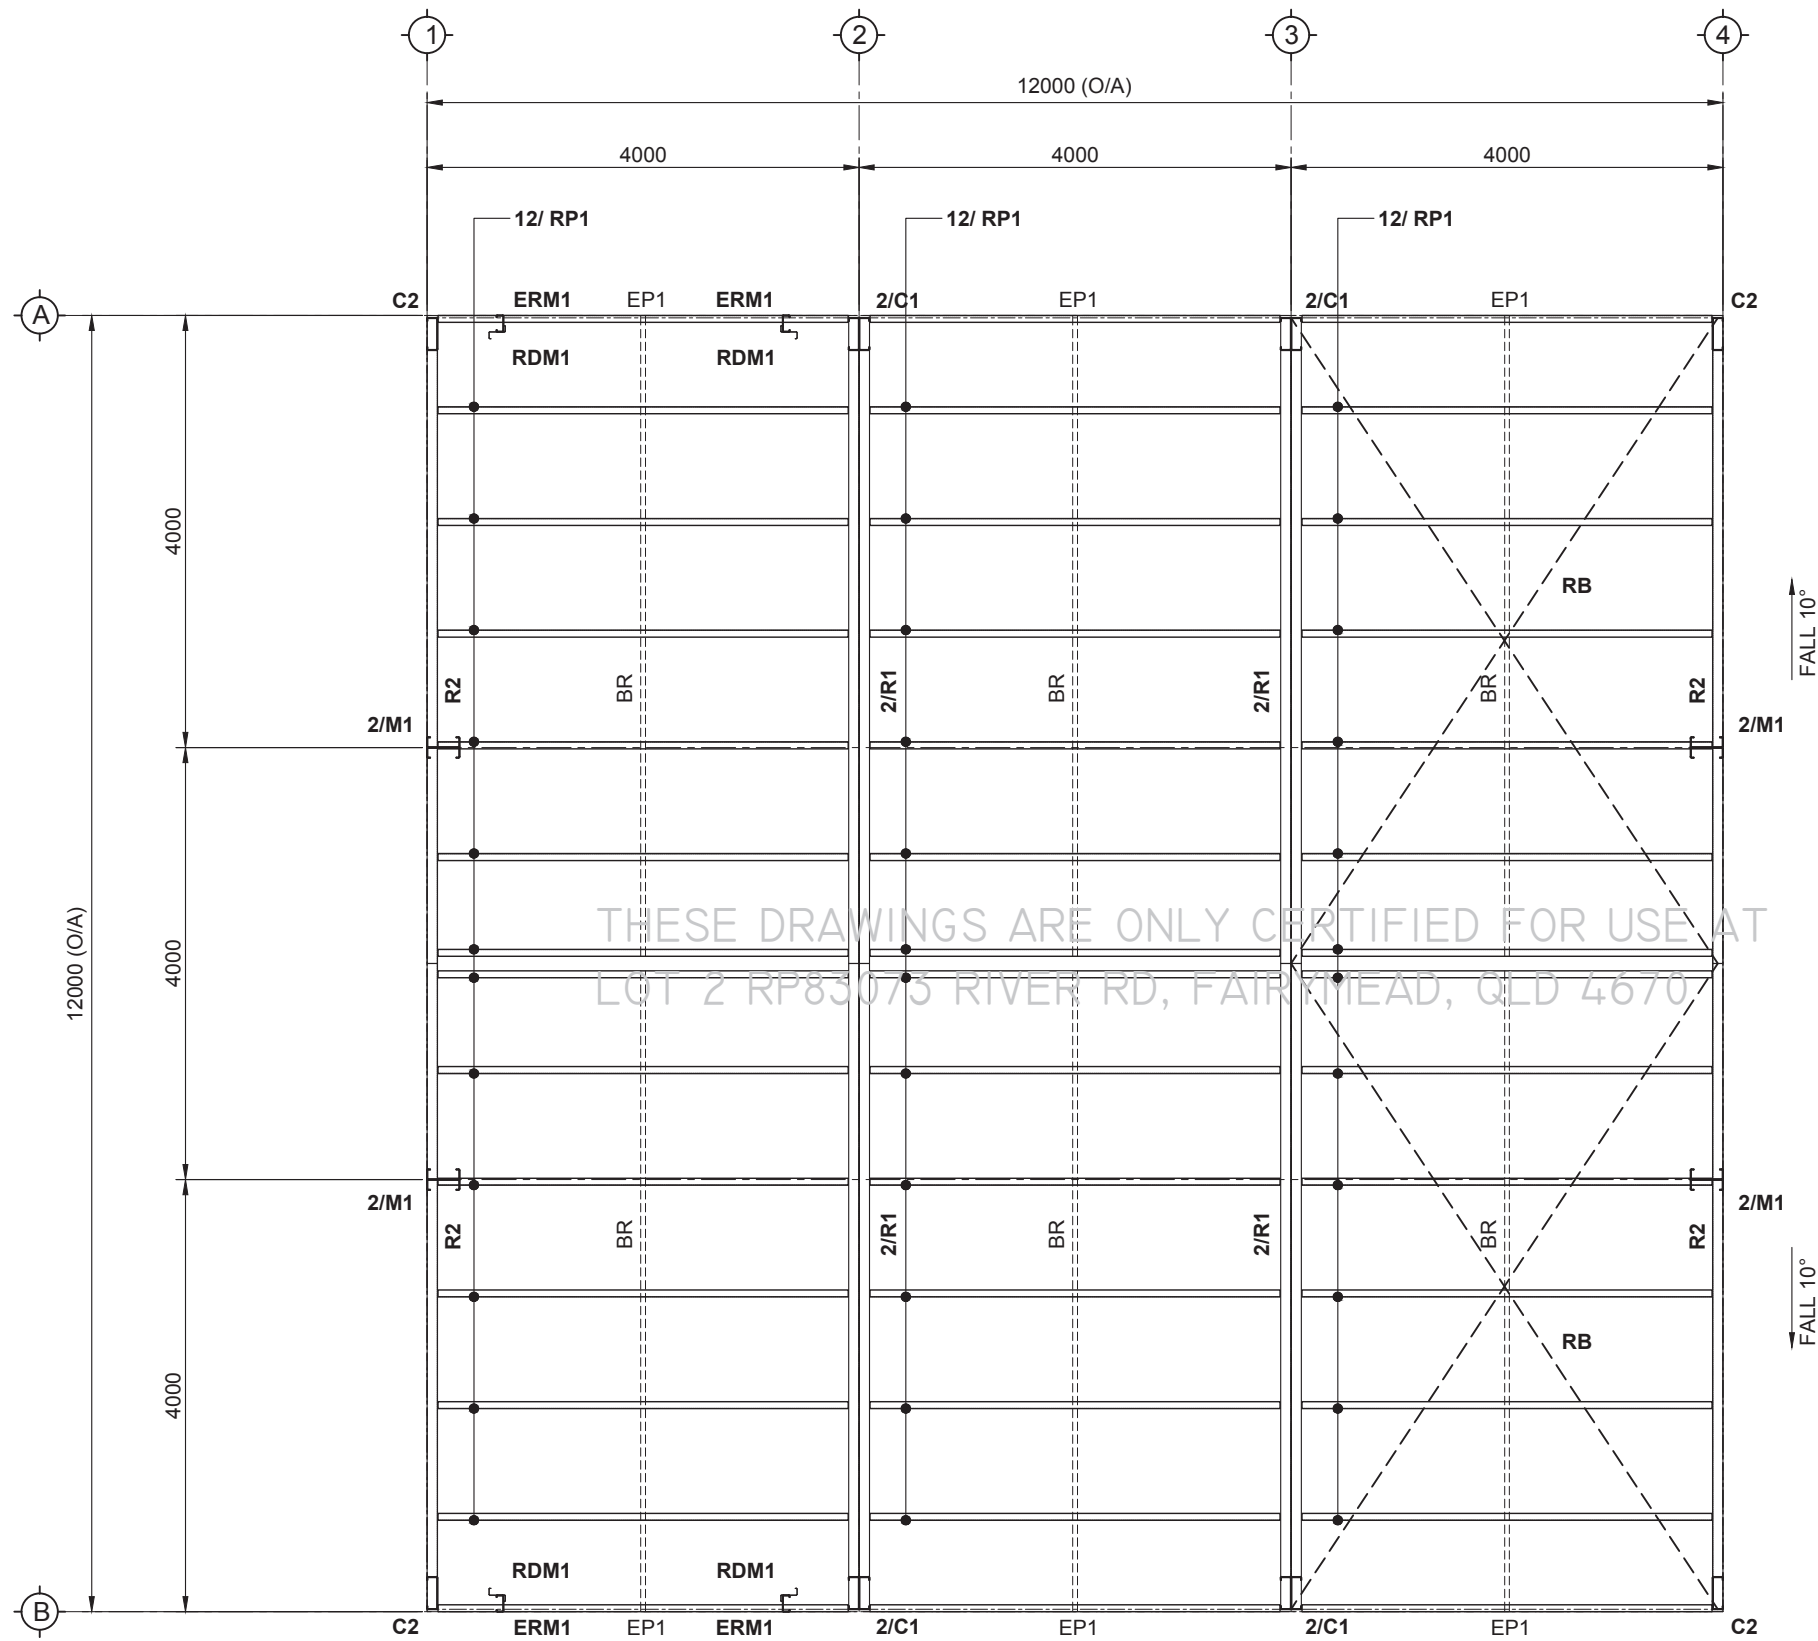 1 2 3 4
12000 (O/A)
4000 4000 4000
12/ RP1 12/ RP1 12/ RP1
C2 ERM1 EP1 ERM1 2/C1 EP1 2/C1 EP1 C2
A
RDM1 RDM1
4000
RB
FALL 10°
R2 BR 2/R1 BR 2/R1 BR R2
2/M1 2/M1
THESE DRAWINGS ARE ONLY CERTIFIED FOR USE AT
12000 (O/A) 4000
LOT 2 RP83073 RIVER RD, FAIRYMEAD, QLD 4670
2/M1 2/M1
R2 BR 2/R1 BR 2/R1 BR R2
FALL 10°
RB
4000
RDM1 RDM1
B
C2 ERM1 EP1 ERM1 2/C1 EP1 2/C1 EP1 C2